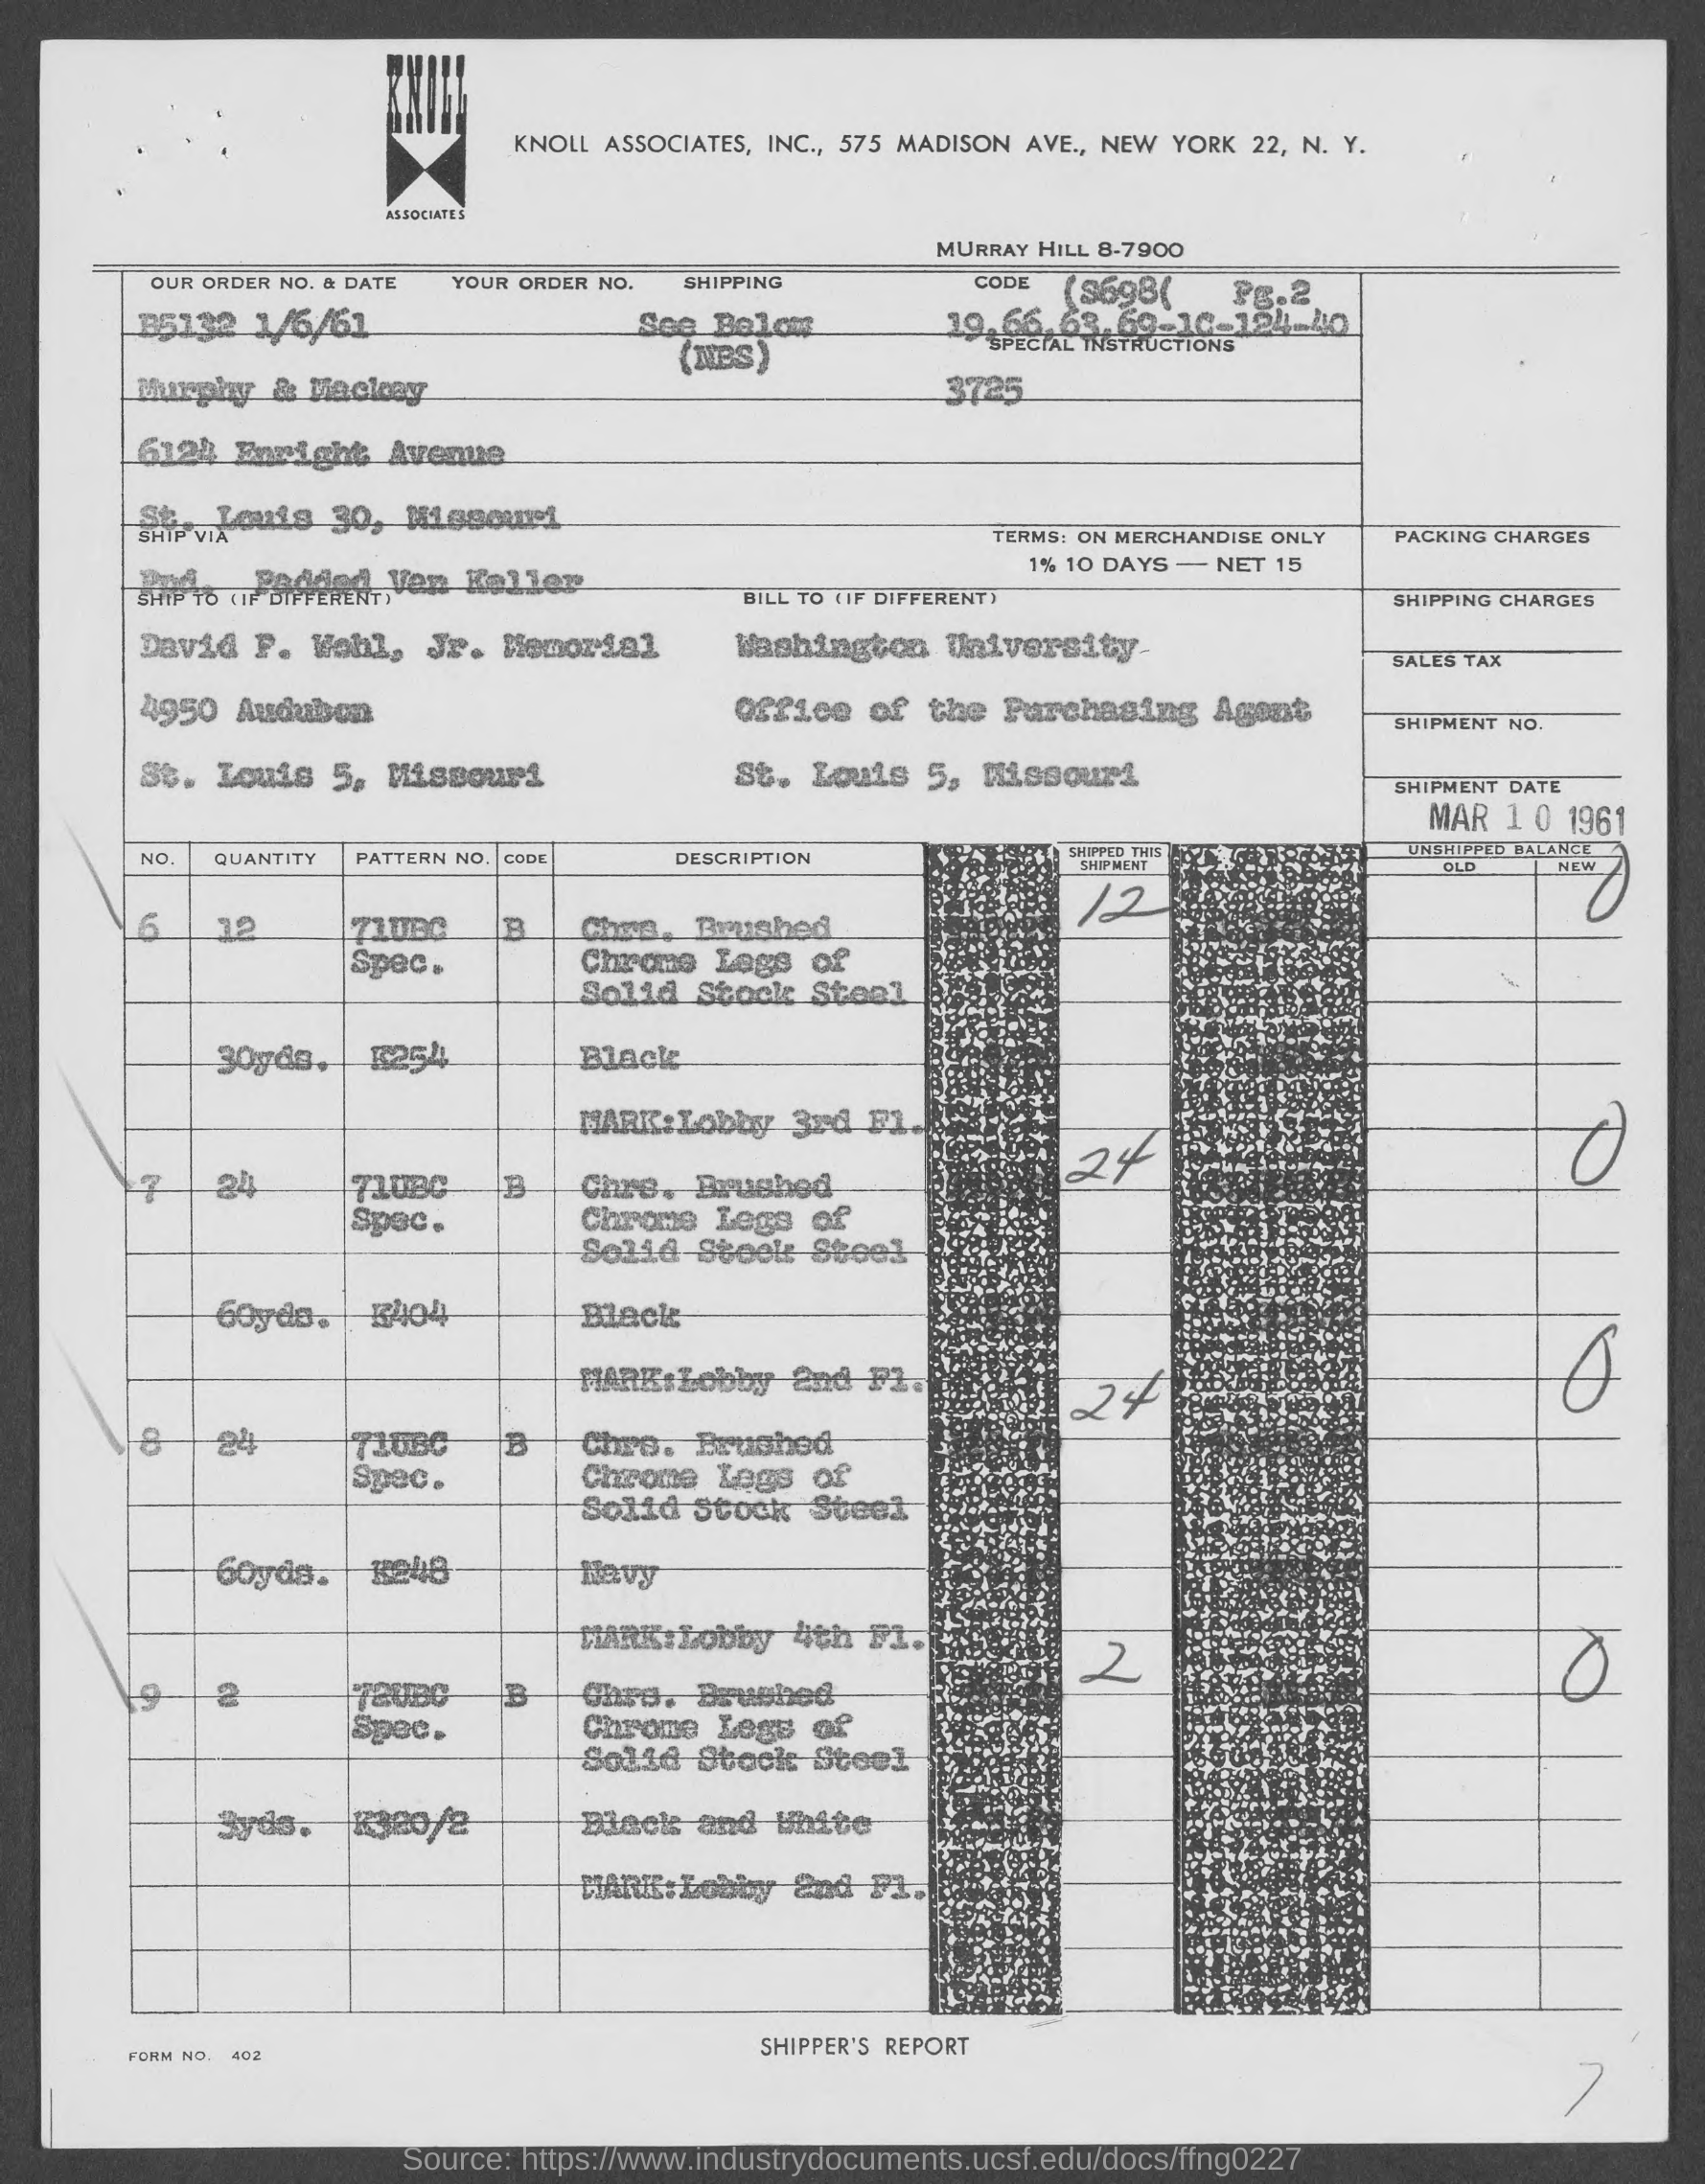 KNOLL
ASSOCIATES
KNOLL ASSOCIATES, INC., 575 MADISON AVE., NEW YORK 22, N. Y.
MURRAY HILL 8-7900
OUR ORDER NO. & DATE YOUR ORDER NO. SHIPPING CODE (S698( Pg.2
B5132 1/6/61 See Below 19.66.63.69-1C-124-40
(NBS) SPECIAL INSTRUCTIONS
Murphy & Mackey 3725
6124 Enright Avenue
St. Louis 30, Missouri
SHIP VIA TERMS: ON MERCHANDISE ONLY PACKING CHARGES
1% 10 DAYS — NET 15
Ppd. Padded Van Keller
SHIP TO (IF DIFFERENT) BILL TO (IF DIFFERENT) SHIPPING CHARGES
David P. Wohl, Jr. Memorial Washington University
SALES TAX
4950 Audubon Office of the Purchasing Agent
SHIPMENT NO.
St. Louis 5, Missouri St. Louis 5, Missouri
SHIPMENT DATE
MAR 10 1961
NO. QUANTITY PATTERN NO. CODE DESCRIPTION SHIPPED THIS SHIPMENT UNSHIPPED BALANCE
OLD NEW
6 12 71UBC B Chrs. Brushed 12 0
Spec. Chrome Legs of
Solid Stock Steel
30yds. K254 Black
MARK:Lobby 3rd Fl.
7 24 71UBC B Chrs. Brushed 24 0
Spec. Chrome Legs of
Solid Stock Steel
60yds. K404 Black
MARK:Lobby 2nd Fl.
8 24 71UBC B Chrs. Brushed 24 0
Spec. Chrome Legs of
Solid Stock Steel
60yds. K248 Navy
MARK:Lobby 4th Fl.
9 2 72UBC B Chrs. Brushed 2 0
Spec. Chrome Legs of
Solid Stock Steel
3yds. K320/2 Black and White
MARK:Lobby 2nd Fl.
FORM NO. 402 SHIPPER'S REPORT
7
Source: https://www.industrydocuments.ucsf.edu/docs/ffng0227